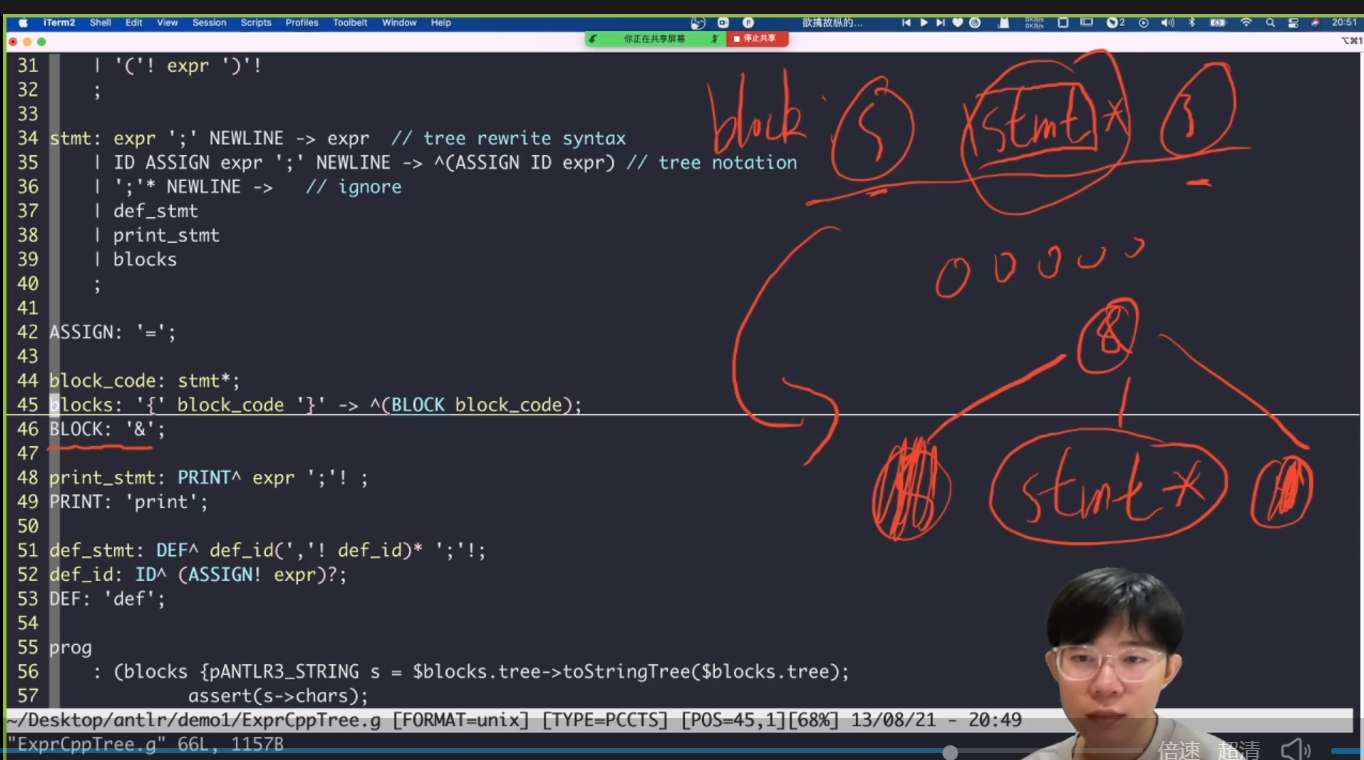 iTerm2 Shell Edit View Session Scripts Profiles Toolbelt Window Help 欲擒故纵的... 2 20:51
你正在共享屏幕 停止共享 ⌥⌘1
31 | '('! expr ')'!
32 ;
33
34 stmt: expr ';' NEWLINE -> expr // tree rewrite syntax
35 | ID ASSIGN expr ';' NEWLINE -> ^(ASSIGN ID expr) // tree notation
36 | ';'* NEWLINE -> // ignore
37 | def_stmt
38 | print_stmt
39 | blocks
40 ;
41
42 ASSIGN: '=';
43
44 block_code: stmt*;
45 blocks: '{' block_code '}' -> ^(BLOCK block_code);
46 BLOCK: '&';
47
48 print_stmt: PRINT^ expr ';'! ;
49 PRINT: 'print';
50
51 def_stmt: DEF^ def_id(','! def_id)* ';'!;
52 def_id: ID^ (ASSIGN! expr)?;
53 DEF: 'def';
54
55 prog
56 : (blocks {pANTLR3_STRING s = $blocks.tree->toStringTree($blocks.tree);
57 assert(s->chars);
~/Desktop/antlr/demo1/ExprCppTree.g [FORMAT=unix] [TYPE=PCCTS] [POS=45,1][68%] 13/08/21 - 20:49
"ExprCppTree.g" 66L, 1157B
block: { stmt* }
&
stmt*
倍速 超清